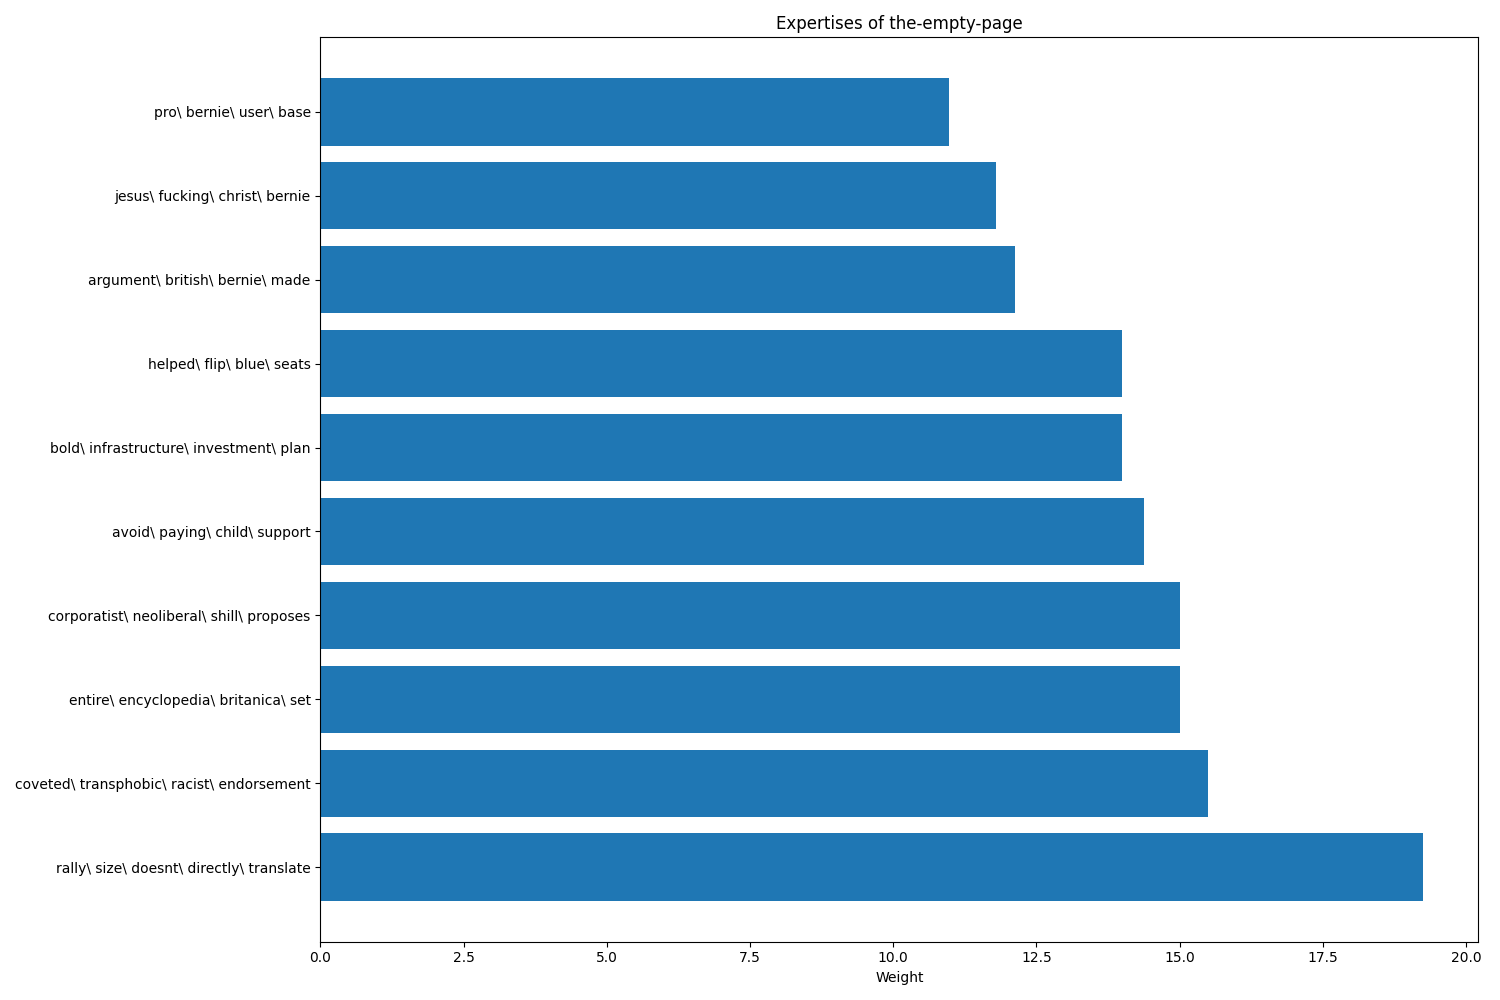 Expertises of the-empty-page
pro\ bernie\ user\ base
jesus\ fucking\ christ\ bernie
argument\ british\ bernie\ made
helped\ flip\ blue\ seats
bold\ infrastructure\ investment\ plan
avoid\ paying\ child\ support
corporatist\ neoliberal\ shill\ proposes
entire\ encyclopedia\ britanica\ set
coveted\ transphobic\ racist\ endorsement
rally\ size\ doesnt\ directly\ translate
0.0 2.5 5.0 7.5 10.0 12.5 15.0 17.5 20.0
Weight